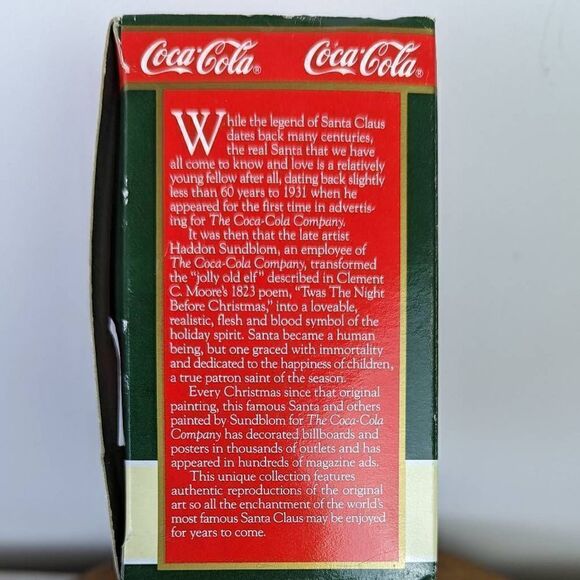 Coca-Cola® Coca-Cola®
While the legend of Santa Claus
dates back many centuries,
the real Santa that we have
all come to know and love is a relatively
young fellow after all, dating back slightly
less than 60 years to 1931 when he
appeared for the first time in advertis-
ing for The Coca-Cola Company.
It was then that the late artist
Haddon Sundblom, an employee of
The Coca-Cola Company, transformed
the "jolly old elf" described in Clement
C. Moore's 1823 poem, "Twas The Night
Before Christmas," into a loveable,
realistic, flesh and blood symbol of the
holiday spirit. Santa became a human
being, but one graced with immortality
and dedicated to the happiness of children,
a true patron saint of the season.
Every Christmas since that original
painting, this famous Santa and others
painted by Sundblom for The Coca-Cola
Company has decorated billboards and
posters in thousands of outlets and has
appeared in hundreds of magazine ads.
This unique collection features
authentic reproductions of the original
art so all the enchantment of the world's
most famous Santa Claus may be enjoyed
for years to come.